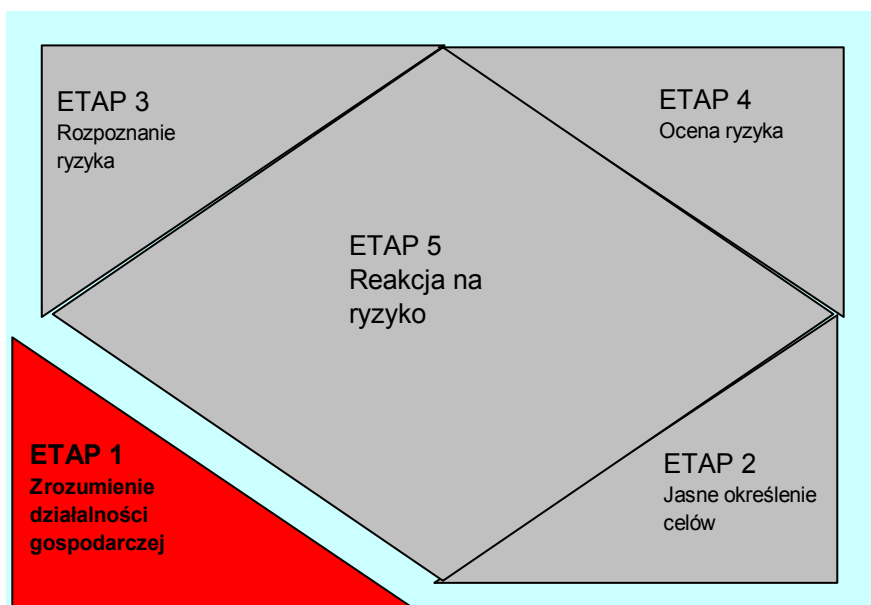 ETAP 3
Rozpoznanie
ryzyka
ETAP 4
Ocena ryzyka
ETAP 5
Reakcja na
ryzyko
ETAP 1
Zrozumienie
działalności
gospodarczej
ETAP 2
Jasne określenie
celów